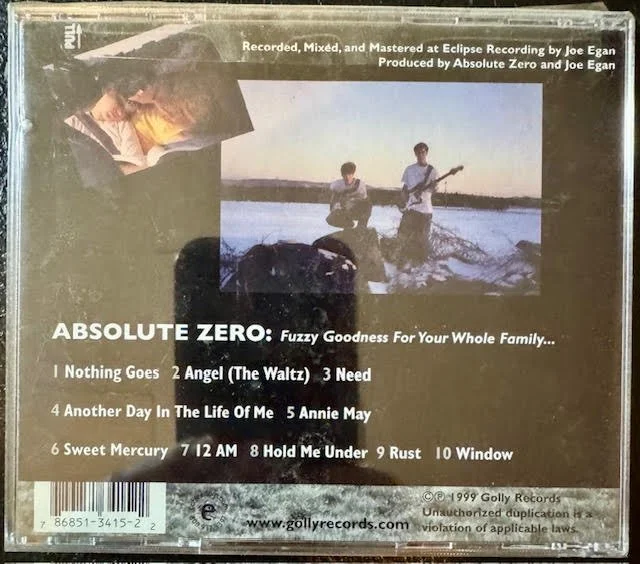 PULL
Recorded, Mixed, and Mastered at Eclipse Recording by Joe Egan
Produced by Absolute Zero and Joe Egan
ABSOLUTE ZERO: Fuzzy Goodness For Your Whole Family...
1 Nothing Goes 2 Angel (The Waltz) 3 Need
4 Another Day In The Life Of Me 5 Annie May
6 Sweet Mercury 7 12 AM 8 Hold Me Under 9 Rust 10 Window
7 86851-3415-2 2
www.gollyrecords.com
©℗ 1999 Golly Records
Unauthorized duplication is a
violation of applicable laws.